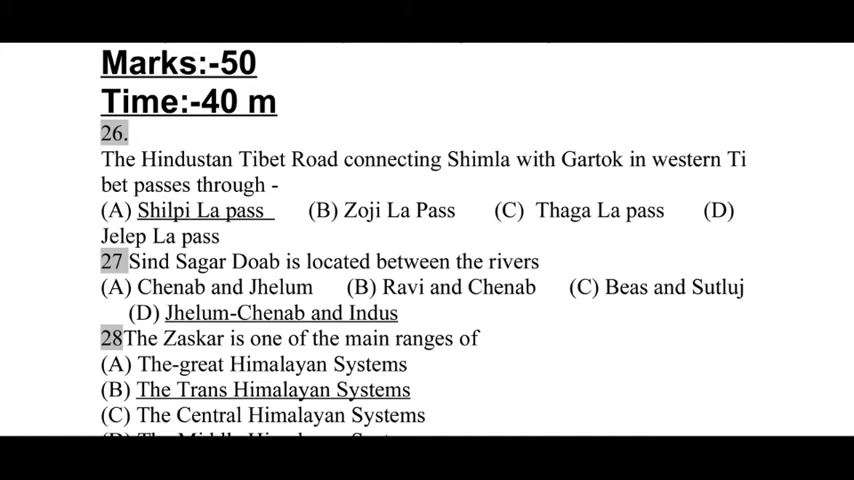 Marks:-50
Time:-40 m
26.
The Hindustan Tibet Road connecting Shimla with Gartok in western Ti
bet passes through -
(A) Shilpi La pass (B) Zoji La Pass (C) Thaga La pass (D)
Jelep La pass
27 Sind Sagar Doab is located between the rivers
(A) Chenab and Jhelum (B) Ravi and Chenab (C) Beas and Sutluj
(D) Jhelum-Chenab and Indus
28The Zaskar is one of the main ranges of
(A) The-great Himalayan Systems
(B) The Trans Himalayan Systems
(C) The Central Himalayan Systems